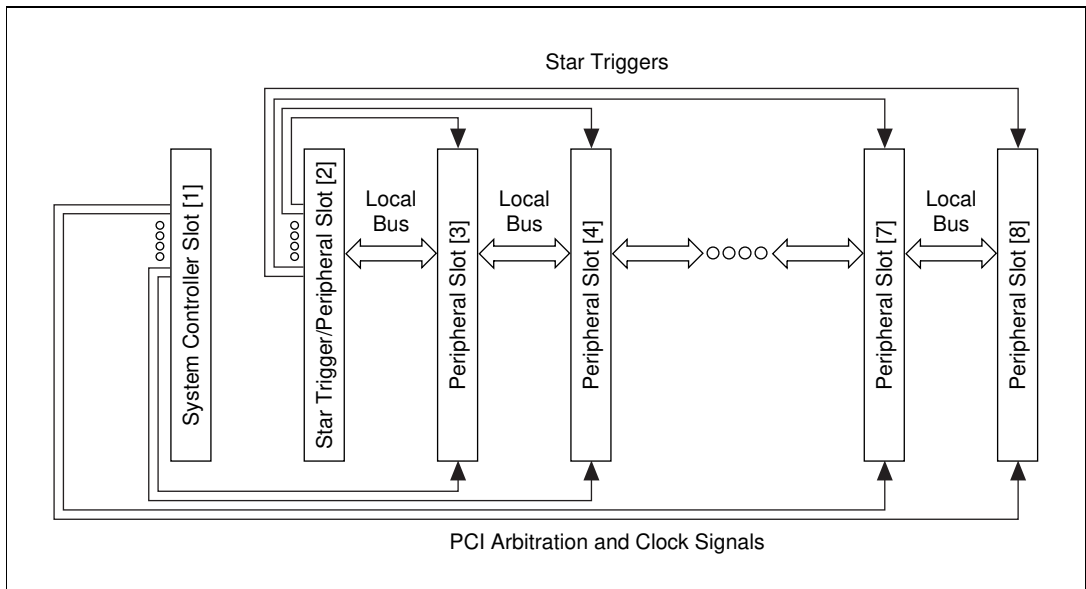 Star Triggers
System Controller Slot [1]
Star Trigger/Peripheral Slot [2]
Local
Bus
Peripheral Slot [3]
Local
Bus
Peripheral Slot [4]
Peripheral Slot [7]
Local
Bus
Peripheral Slot [8]
PCI Arbitration and Clock Signals